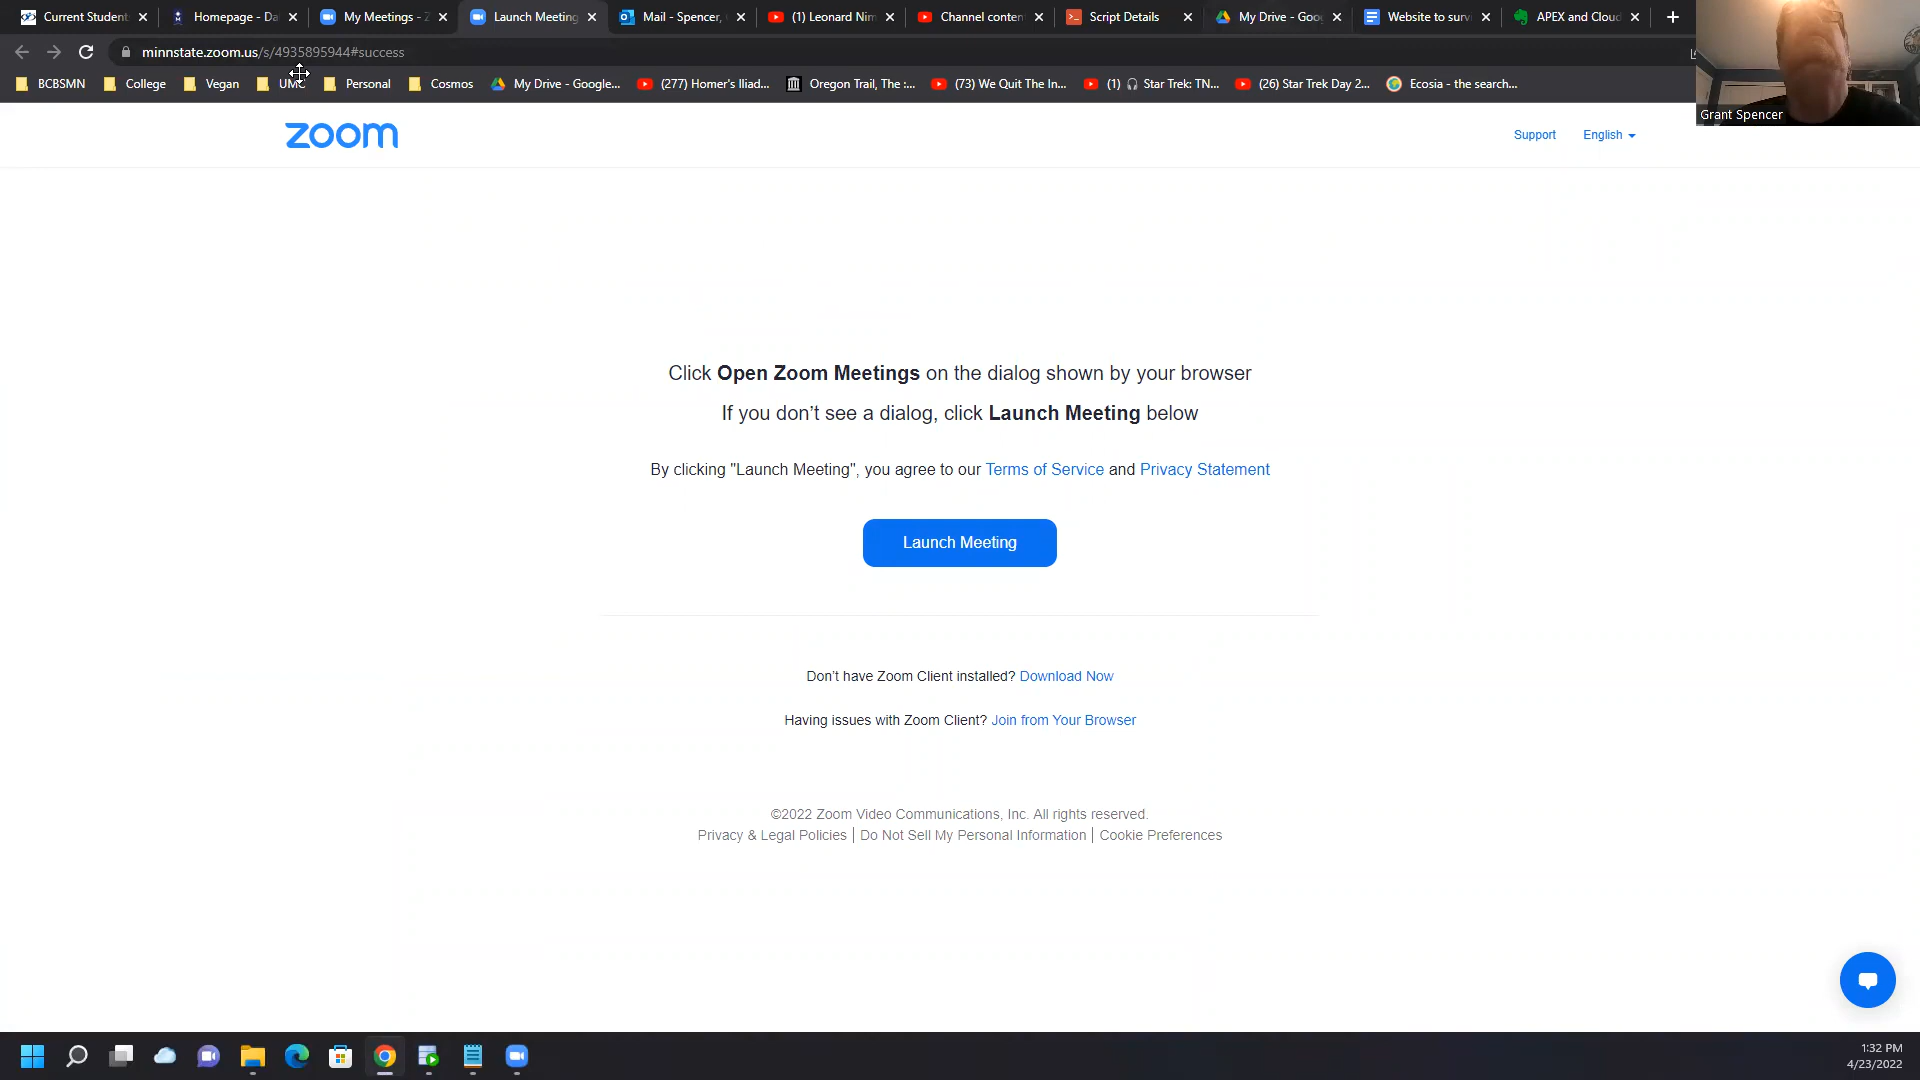 Current Student
Homepage - Da
My Meetings - Z
Launch Meeting
Mail - Spencer,
(1) Leonard Nim
Channel conten
Script Details
My Drive - Goo
Website to survi
APEX and Cloud
minnstate.zoom.us/s/4935895944#success
BCBSMN
College
Vegan
UMC
Personal
Cosmos
My Drive - Google...
(277) Homer's Iliad...
Oregon Trail, The :...
(73) We Quit The In...
(1) 🎧 Star Trek: TN...
(26) Star Trek Day 2...
Ecosia - the search...
Grant Spencer
zoom
Support
English
Click Open Zoom Meetings on the dialog shown by your browser
If you don't see a dialog, click Launch Meeting below
By clicking "Launch Meeting", you agree to our Terms of Service and Privacy Statement
Launch Meeting
Don't have Zoom Client installed? Download Now
Having issues with Zoom Client? Join from Your Browser
©2022 Zoom Video Communications, Inc. All rights reserved.
Privacy & Legal Policies | Do Not Sell My Personal Information | Cookie Preferences
1:32 PM
4/23/2022